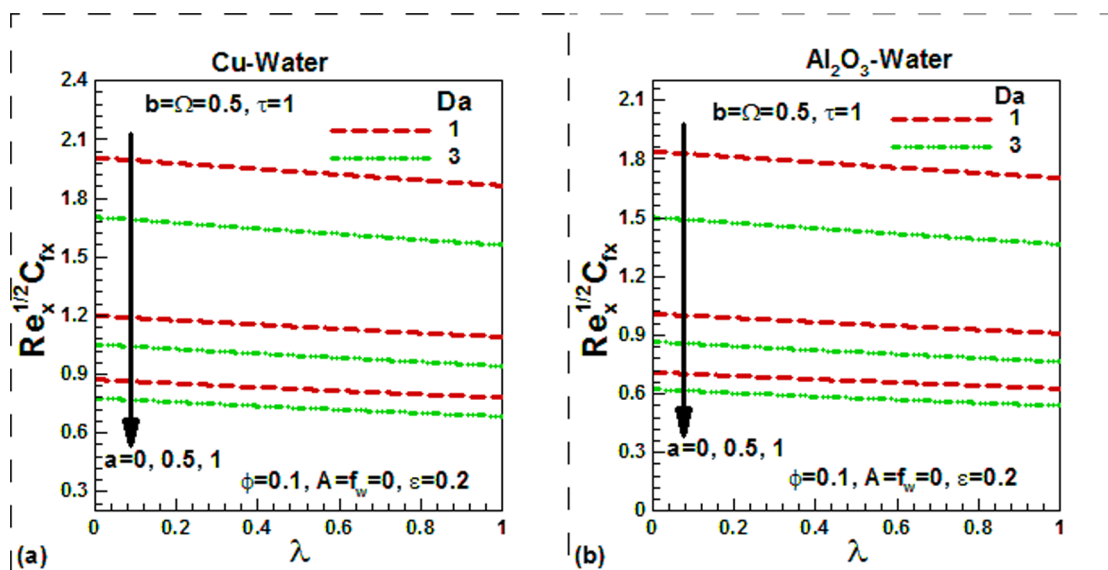 Cu-Water
b=Ω=0.5, τ=1
Da
1
3
2.4
2.1
1.8
1.5
1.2
0.9
0.6
0.3
Re_x^{1/2}C_{fx}
a=0, 0.5, 1
ϕ=0.1, A=f_w=0, ε=0.2
0 0.2 0.4 0.6 0.8 1
(a) λ
Al₂O₃-Water
b=Ω=0.5, τ=1
Da
1
3
2.1
1.8
1.5
1.2
0.9
0.6
0.3
0
Re_x^{1/2}C_{fx}
a=0, 0.5, 1
ϕ=0.1, A=f_w=0, ε=0.2
0 0.2 0.4 0.6 0.8 1
(b) λ